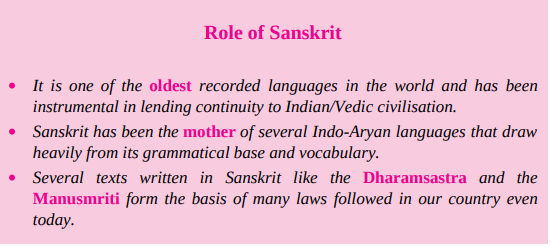 Role of Sanskrit
• It is one of the oldest recorded languages in the world and has been
instrumental in lending continuity to Indian/Vedic civilisation.
• Sanskrit has been the mother of several Indo-Aryan languages that draw
heavily from its grammatical base and vocabulary.
• Several texts written in Sanskrit like the Dharamsastra and the
Manusmriti form the basis of many laws followed in our country even
today.